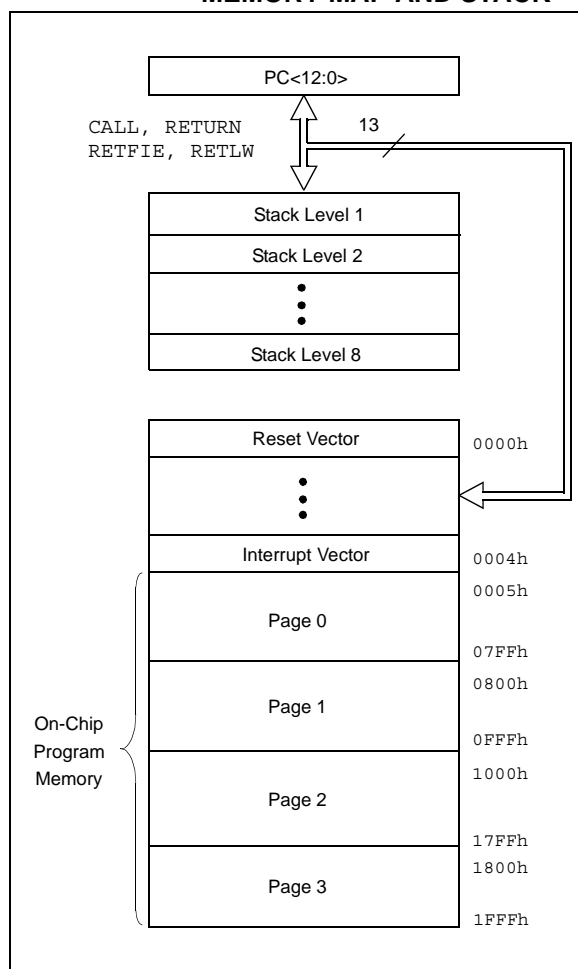 MEMORY MAP AND STACK
PC<12:0>
CALL, RETURN
RETFIE, RETLW
13
Stack Level 1
Stack Level 2
Stack Level 8
Reset Vector
0000h
Interrupt Vector
0004h
0005h
Page 0
07FFh
0800h
Page 1
0FFFh
On-Chip
Program
Memory
1000h
Page 2
17FFh
1800h
Page 3
1FFFh